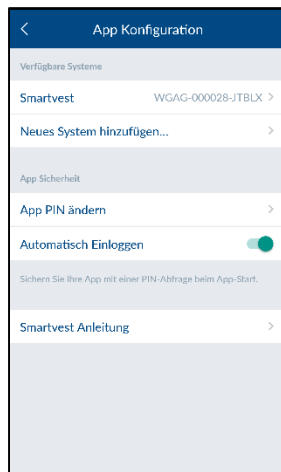 App Konfiguration
Verfügbare Systeme
Smartvest WGAG-000028-JTBLX
Neues System hinzufügen...
App Sicherheit
App PIN ändern
Automatisch Einloggen
Sichern Sie Ihre App mit einer PIN-Abfrage beim App-Start.
Smartvest Anleitung